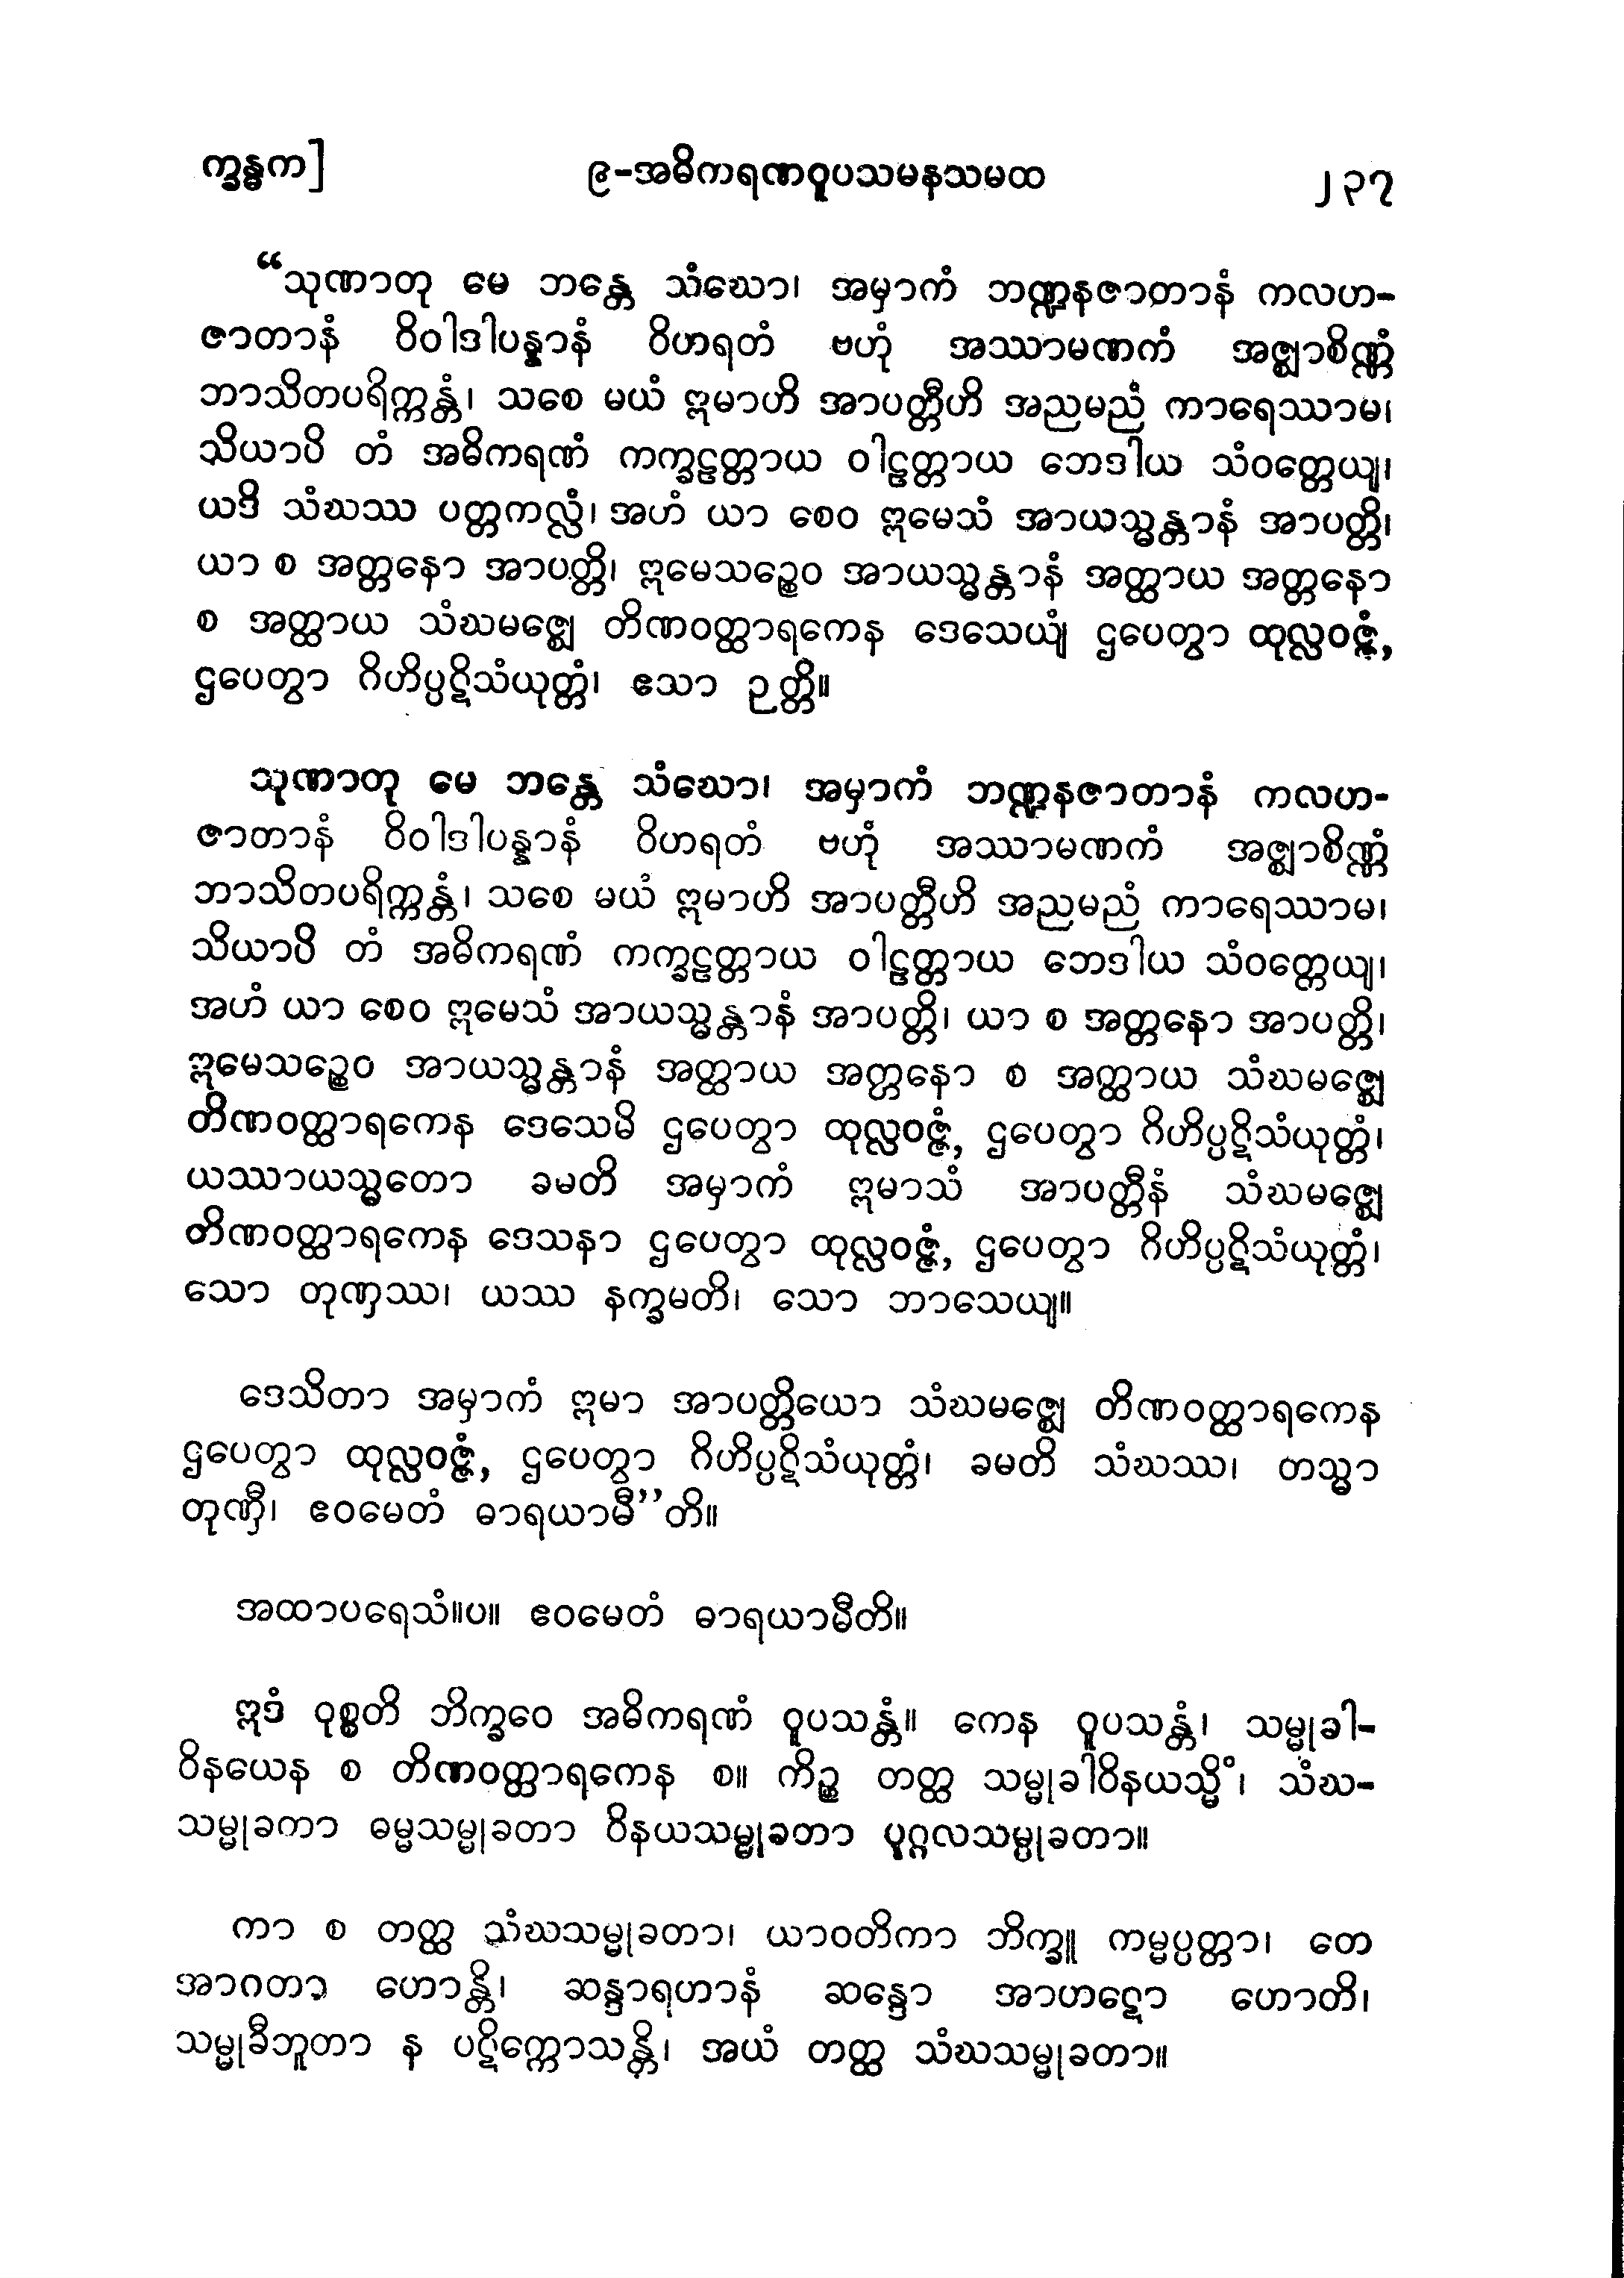 က္ခန္ဓက]
၉-အဓိကရဏဝူပသမနသမထ
၂၃၇
“သုဏာတု မေ ဘန္တေ သံဃော၊ အမှာကံ ဘဏ္ဍနဇာတာနံ ကလဟ-
ဇာတာနံ ဝိဝါဒါပန္နာနံ ဝိဟရတံ ဗဟုံ အဿာမဏကံ အဇ္ဈာစိဏ္ဏံ
ဘာသိတပရိက္ကန္တံ၊ သစေ မယံ ဣမာဟိ အာပတ္တီဟိ အညမညံ ကာရေဿာမ၊
သိယာပိ တံ အဓိကရဏံ ကက္ခဠတ္တာယ ဝါဠတ္တာယ ဘေဒါယ သံဝတ္တေယျ၊
ယဒိ သံဃဿ ပတ္တကလ္လံ၊ အဟံ ယာ စေဝ ဣမေသံ အာယသ္မန္တာနံ အာပတ္တိ၊
ယာ စ အတ္တနော အာပတ္တိ၊ ဣမေသဉ္စေဝ အာယသ္မန္တာနံ အတ္ထာယ အတ္တနော
စ အတ္ထာယ သံဃမဇ္ဈေ တိဏဝတ္ထာရကေန ဒေသေယျံ ဌပေတွာ ထုလ္လဝဇ္ဇံ,
ဌပေတွာ ဂိဟိပ္ပဋိသံယုတ္တံ၊ ဧသာ ဉတ္တိ။
သုဏာတု မေ ဘန္တေ သံဃော၊ အမှာကံ ဘဏ္ဍနဇာတာနံ ကလဟ-
ဇာတာနံ ဝိဝါဒါပန္နာနံ ဝိဟရတံ ဗဟုံ အဿာမဏကံ အဇ္ဈာစိဏ္ဏံ
ဘာသိတပရိက္ကန္တံ၊ သစေ မယံ ဣမာဟိ အာပတ္တီဟိ အညမညံ ကာရေဿာမ၊
သိယာပိ တံ အဓိကရဏံ ကက္ခဠတ္တာယ ဝါဠတ္တာယ ဘေဒါယ သံဝတ္တေယျ၊
အဟံ ယာ စေဝ ဣမေသံ အာယသ္မန္တာနံ အာပတ္တိ၊ ယာ စ အတ္တနော အာပတ္တိ၊
ဣမေသဉ္စေဝ အာယသ္မန္တာနံ အတ္ထာယ အတ္တနော စ အတ္ထာယ သံဃမဇ္ဈေ
တိဏဝတ္ထာရကေန ဒေသေမိ ဌပေတွာ ထုလ္လဝဇ္ဇံ, ဌပေတွာ ဂိဟိပ္ပဋိသံယုတ္တံ၊
ယဿာယသ္မတော ခမတိ အမှာကံ ဣမာသံ အာပတ္တီနံ သံဃမဇ္ဈေ
တိဏဝတ္ထာရကေန ဒေသနာ ဌပေတွာ ထုလ္လဝဇ္ဇံ, ဌပေတွာ ဂိဟိပ္ပဋိသံယုတ္တံ၊
သော တုဏှဿ၊ ယဿ နက္ခမတိ၊ သော ဘာသေယျ။
ဒေသိတာ အမှာကံ ဣမာ အာပတ္တိယော သံဃမဇ္ဈေ တိဏဝတ္ထာရကေန
ဌပေတွာ ထုလ္လဝဇ္ဇံ, ဌပေတွာ ဂိဟိပ္ပဋိသံယုတ္တံ၊ ခမတိ သံဃဿ၊ တသ္မာ
တုဏှီ၊ ဧဝမေတံ ဓာရယာမီ”တိ။
အထာပရေသံ။ပ။ ဧဝမေတံ ဓာရယာမီတိ။
ဣဒံ ဝုစ္စတိ ဘိက္ခဝေ အဓိကရဏံ ဝူပသန္တံ။ ကေန ဝူပသန္တံ၊ သမ္မုခါ-
ဝိနယေန စ တိဏဝတ္ထာရကေန စ။ ကိဉ္စ တတ္ထ သမ္မုခါဝိနယသ္မိံ၊ သံဃ-
သမ္မုခကာ ဓမ္မသမ္မုခတာ ဝိနယသမ္မုခတာ ပုဂ္ဂလသမ္မုခတာ။
ကာ စ တတ္ထ သံဃသမ္မုခတာ၊ ယာဝတိကာ ဘိက္ခူ ကမ္မပ္ပတ္တာ၊ တေ
အာဂတာ ဟောန္တိ၊ ဆန္ဒာရဟာနံ ဆန္ဒော အာဟဋော ဟောတိ၊
သမ္မုခီဘူတာ န ပဋိက္ကောသန္တိ၊ အယံ တတ္ထ သံဃသမ္မုခတာ။